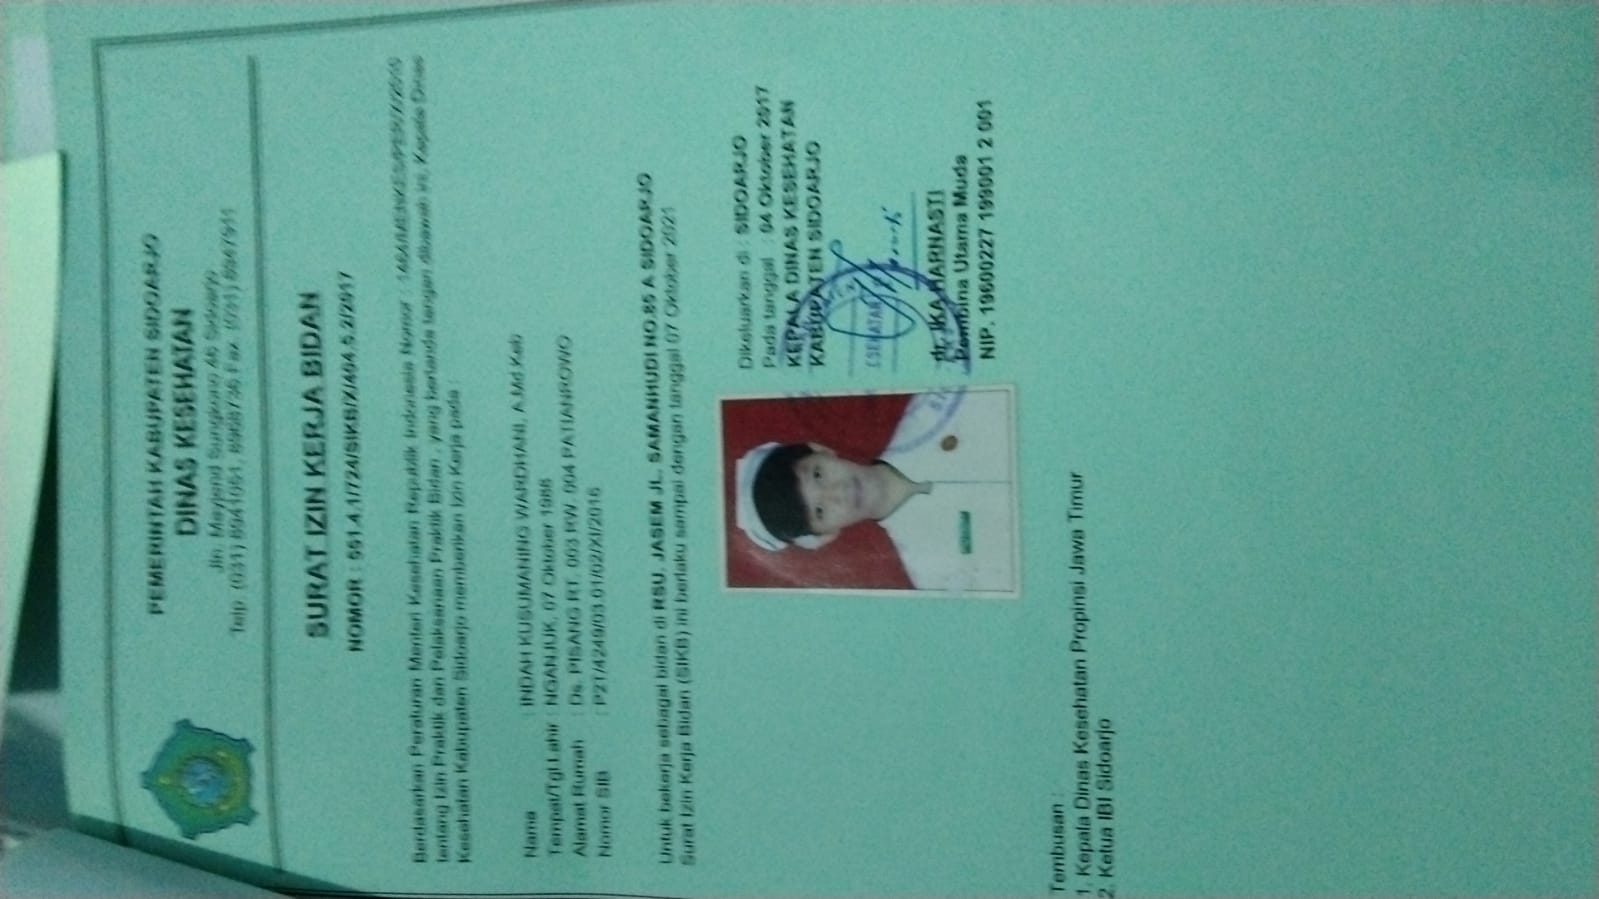 PEMERINTAH KABUPATEN SIDOARJO
DINAS KESEHATAN
Jln. Mayjend Sungkono 46 Sidoarjo
Telp. (031) 8941051, 8968736 Fax. (031)
SURAT IZIN KERJA BIDAN
NOMOR : 551.4.1/724/SIKB/X/404.5.2/2017
Berdasarkan Peraturan Menteri Kesehatan Republik Indonesia Nomor : 1464/MENKES/PER/X/2010
tentang Izin Praktik dan Pelaksanaan Praktik Bidan , yang bertanda tangan dibawah ini, Kepala Dinas
Kesehatan Kabupaten Sidoarjo memberikan Izin Kerja pada :
Nama : INDAH KUSUMANING WARDHANI, A.Md.Keb
Tempat/Tgl.Lahir : NGANJUK, 07 Oktober 1986
Alamat Rumah : Ds. PISANG RT. 003 RW. 004 PATIANROWO
Nomor SIB : P21/4249/03.01/02/XI/2016
Untuk bekerja sebagai bidan di RSU. JASEM JL. SAMANHUDI NO.85 A SIDOARJO
Surat Izin Kerja Bidan (SIKB) ini berlaku sampai dengan tanggal 07 Oktober 2021
Dikeluarkan di : SIDOARJO
Pada tanggal : 04 Oktober 2017
KEPALA DINAS KESEHATAN
KABUPATEN SIDOARJO
dr. IKA HARNASTI
Pembina Utama Muda
NIP. 19600227 199001 2 001
Tembusan :
1. Kepala Dinas Kesehatan Propinsi Jawa Timur
2. Ketua IBI Sidoarjo